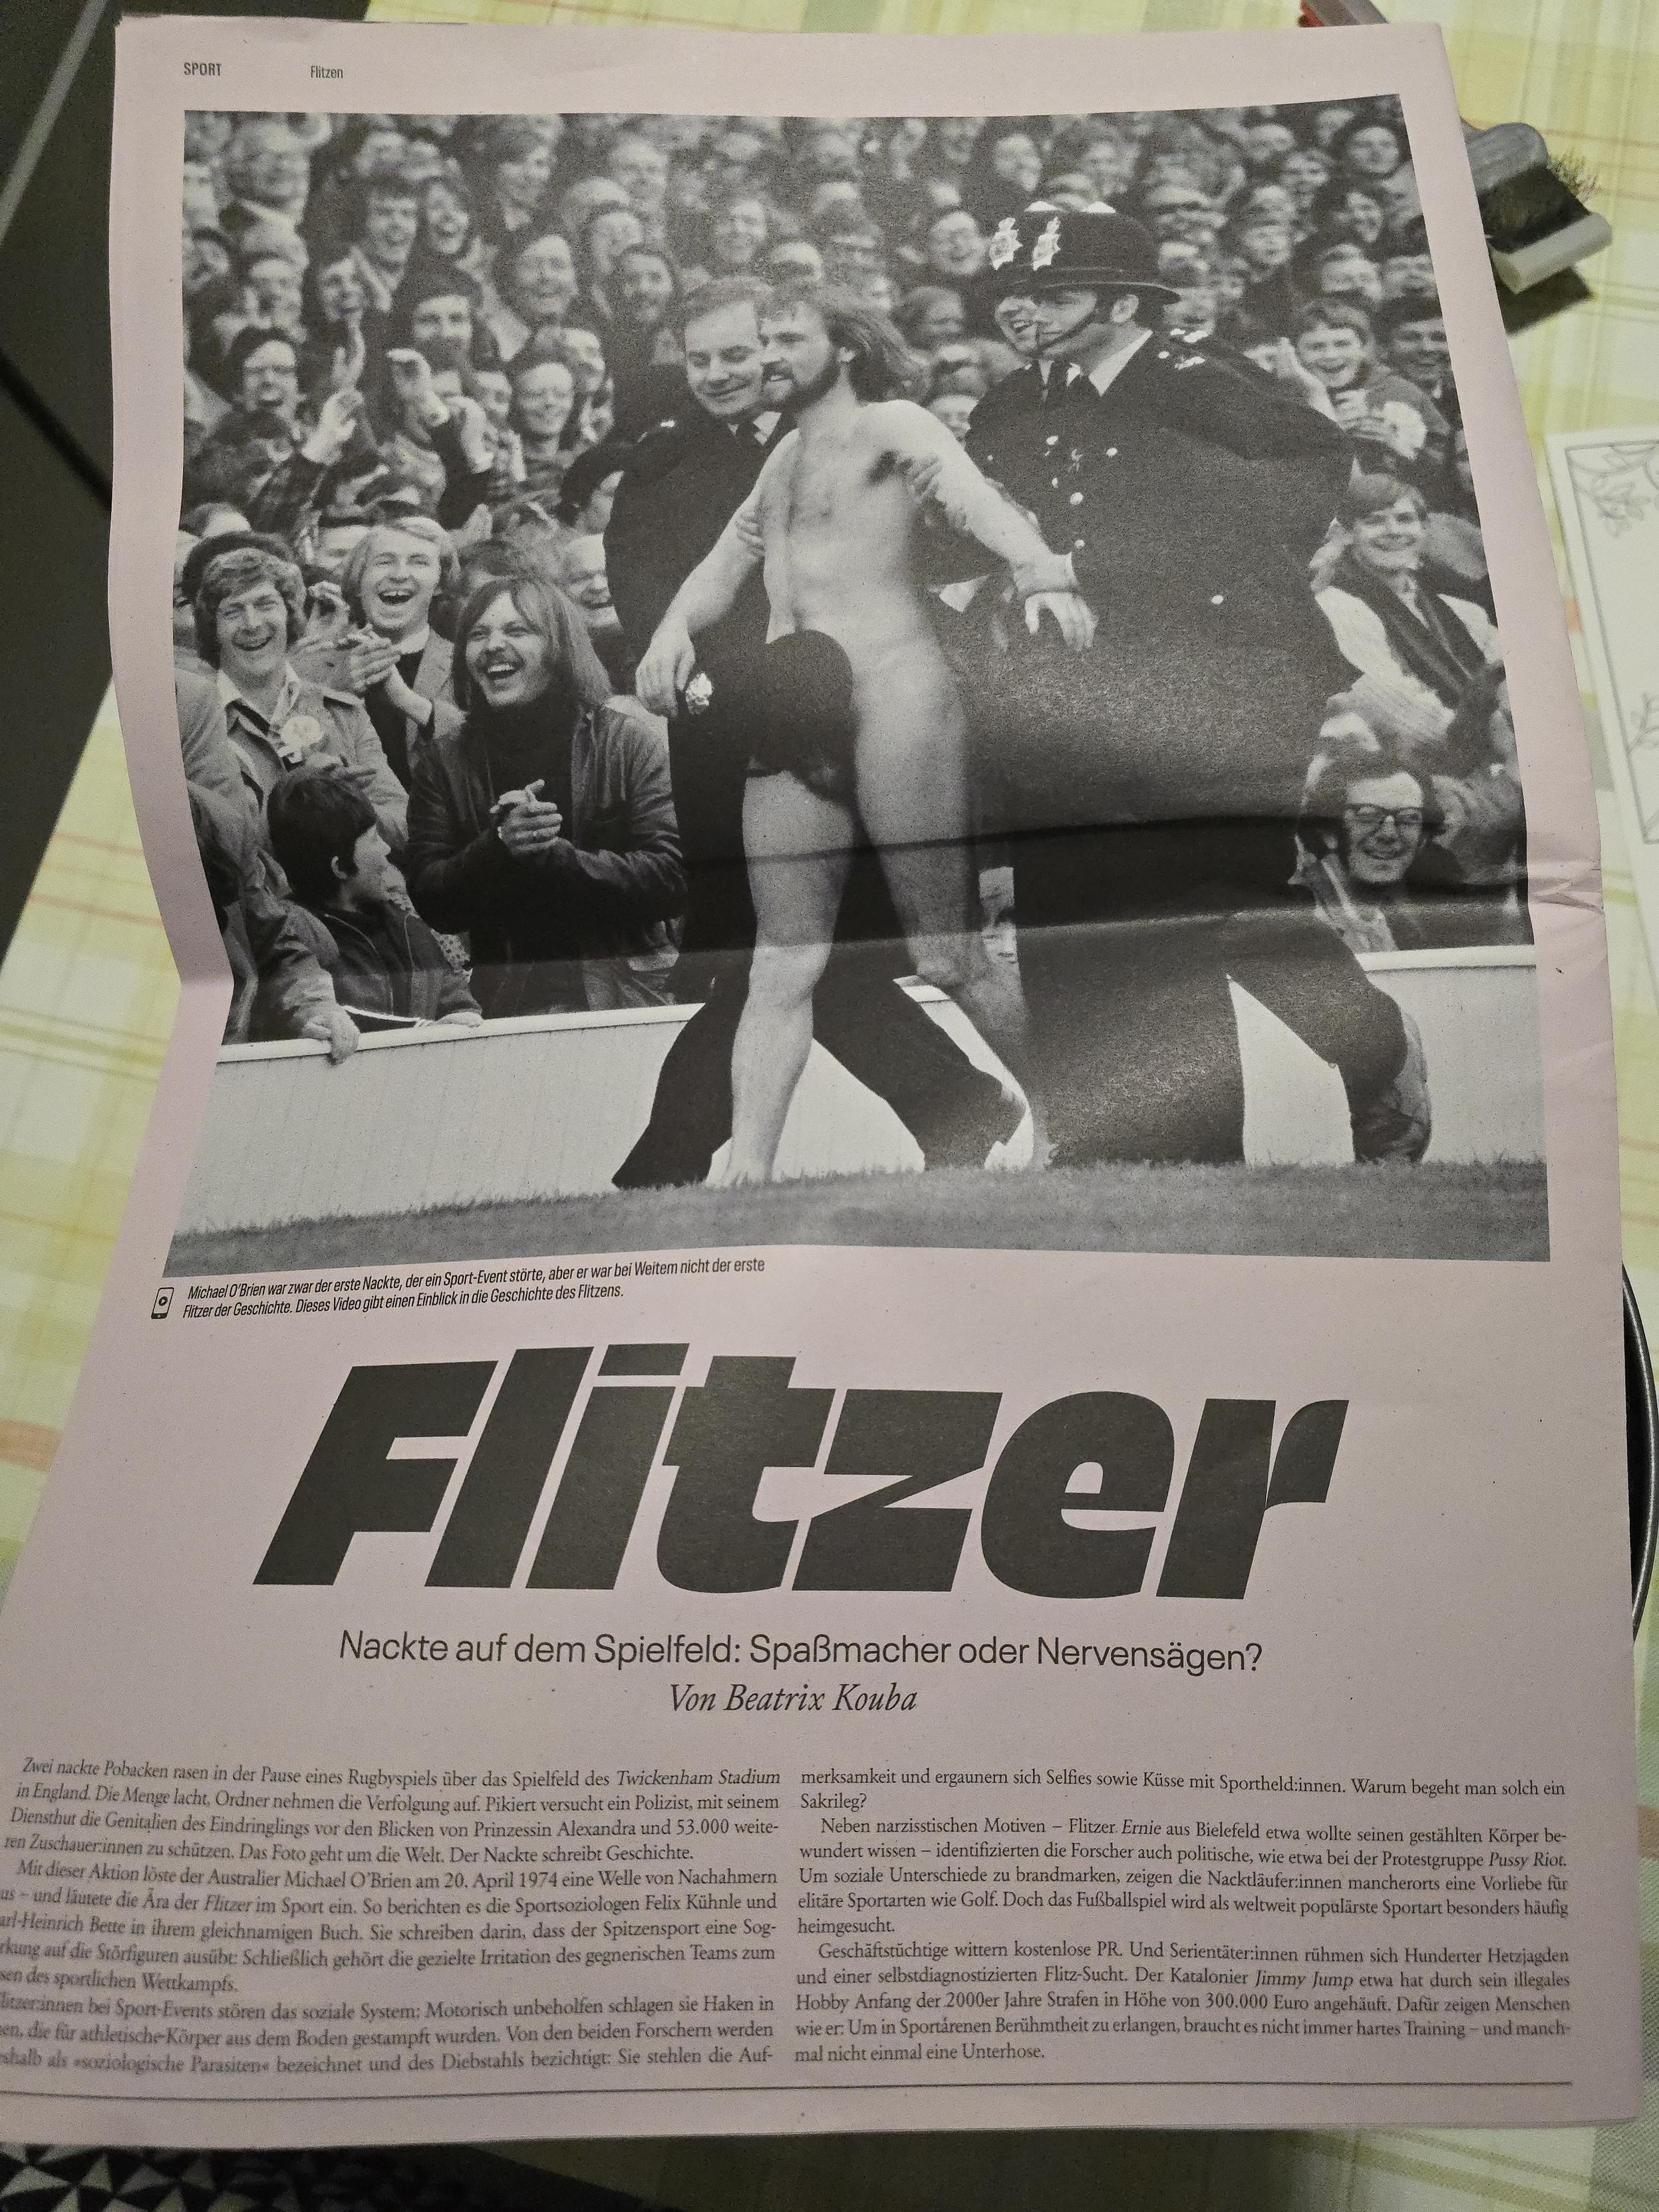 SPORT
Flitzen
Michael O'Brien war zwar der erste Nackte, der ein Sport-Event störte, aber er war bei Weitem nicht der erste
Flitzer der Geschichte. Dieses Video gibt einen Einblick in die Geschichte des Flitzens.
Flitzer
Nackte auf dem Spielfeld: Spaßmacher oder Nervensägen?
Von Beatrix Kouba
Zwei nackte Pobacken rasen in der Pause eines Rugbyspiels über das Spielfeld des Twickenham Stadium
in England. Die Menge lacht, Ordner nehmen die Verfolgung auf. Pikiert versucht ein Polizist, mit seinem
Diensthut die Genitalien des Eindringlings vor den Blicken von Prinzessin Alexandra und 53.000 weite-
ren Zuschauer:innen zu schützen. Das Foto geht um die Welt. Der Nackte schreibt Geschichte.
Mit dieser Aktion löste der Australier Michael O'Brien am 20. April 1974 eine Welle von Nachahmern
us – und läutete die Ära der Flitzer im Sport ein. So berichten es die Sportsoziologen Felix Kühnle und
arl-Heinrich Bette in ihrem gleichnamigen Buch. Sie schreiben darin, dass der Spitzensport eine Sog-
rkung auf die Störfiguren ausübt: Schließlich gehört die gezielte Irritation des gegnerischen Teams zum
sen des sportlichen Wettkampfs.
litzer:innen bei Sport-Events stören das soziale System: Motorisch unbeholfen schlagen sie Haken in
en, die für athletische Körper aus dem Boden gestampft wurden. Von den beiden Forschern werden
shalb als »soziologische Parasiten« bezeichnet und des Diebstahls bezichtigt: Sie stehlen die Auf-
merksamkeit und ergaunern sich Selfies sowie Küsse mit Sportheld:innen. Warum begeht man solch ein
Sakrileg?
Neben narzisstischen Motiven – Flitzer Ernie aus Bielefeld etwa wollte seinen gestählten Körper be-
wundert wissen – identifizierten die Forscher auch politische, wie etwa bei der Protestgruppe Pussy Riot.
Um soziale Unterschiede zu brandmarken, zeigen die Nacktläufer:innen mancherorts eine Vorliebe für
elitäre Sportarten wie Golf. Doch das Fußballspiel wird als weltweit populärste Sportart besonders häufig
heimgesucht.
Geschäftstüchtige wittern kostenlose PR. Und Serientäter:innen rühmen sich Hunderter Hetzjagden
und einer selbstdiagnostizierten Flitz-Sucht. Der Katalonier Jimmy Jump etwa hat durch sein illegales
Hobby Anfang der 2000er Jahre Strafen in Höhe von 300.000 Euro angehäuft. Dafür zeigen Menschen
wie er: Um in Sportarenen Berühmtheit zu erlangen, braucht es nicht immer hartes Training – und manch-
mal nicht einmal eine Unterhose.